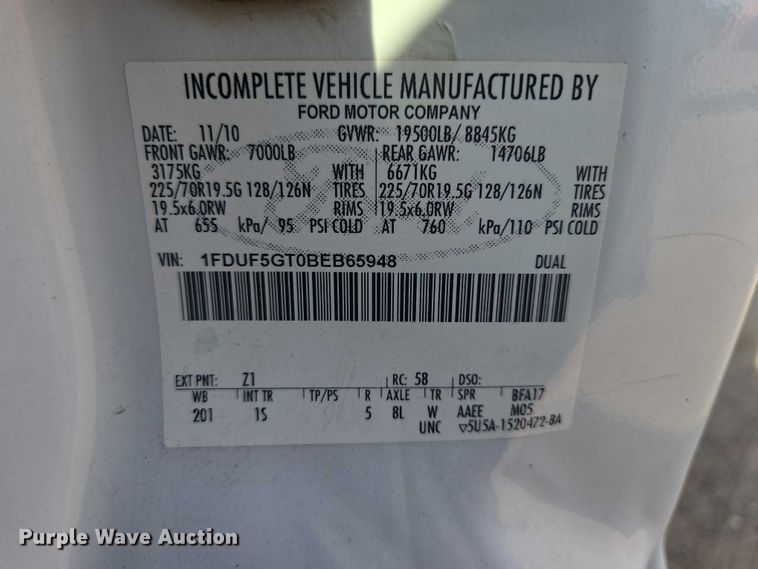 INCOMPLETE VEHICLE MANUFACTURED BY
FORD MOTOR COMPANY
DATE: 11/10 GVWR: 19500LB/ 8845KG
FRONT GAWR: 7000LB REAR GAWR: 14706LB
3175KG WITH 6671KG WITH
225/70R19.5G 128/126N TIRES 225/70R19.5G 128/126N TIRES
19.5x6.0RW RIMS 19.5x6.0RW RIMS
AT 655 kPa/ 95 PSI COLD AT 760 kPa/110 PSI COLD
VIN: 1FDUF5GT0BEB65948 DUAL
EXT PNT: Z1 RC: 58 DSO:
WB INT TR TP/PS R AXLE TR SPR BFA17
201 1S 5 8L W AAEE M05
UNC ▽5U5A-1520472-BA
Purple Wave Auction